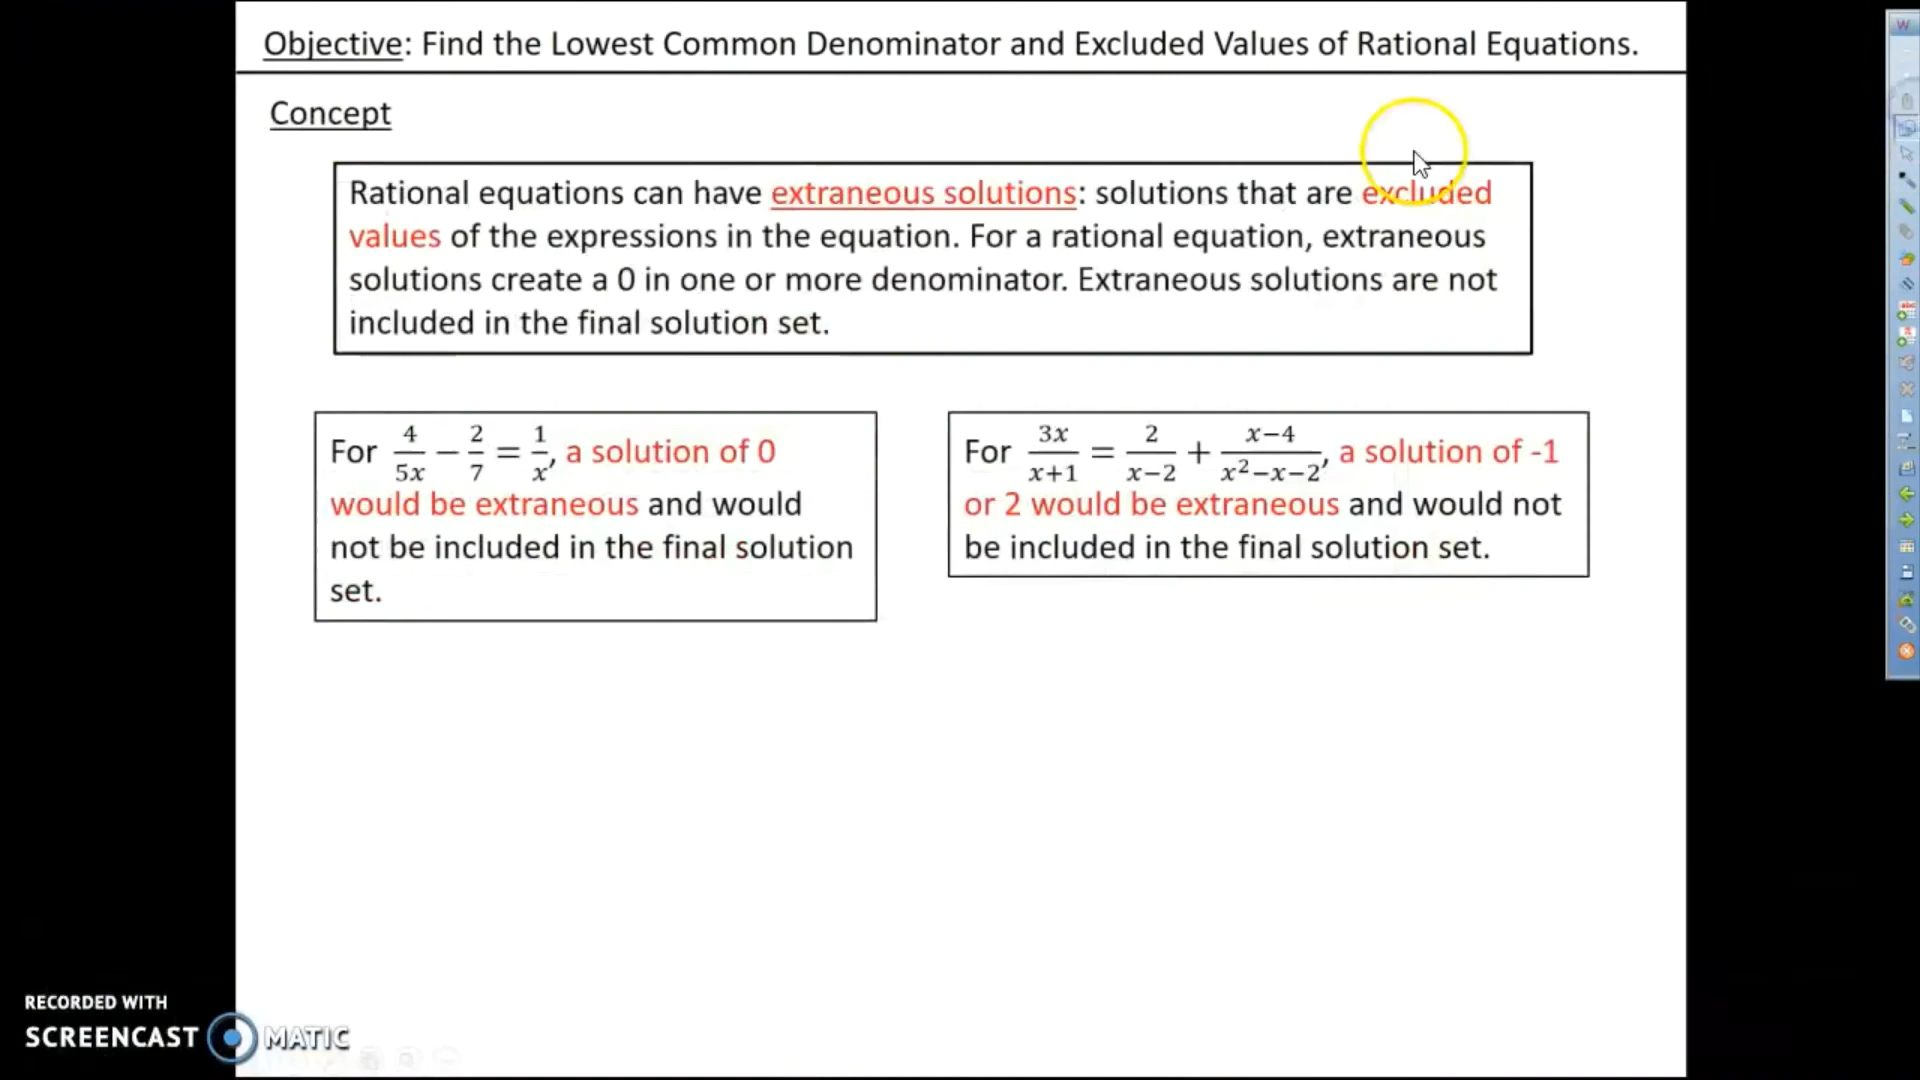 Objective: Find the Lowest Common Denominator and Excluded Values of Rational Equations.
Concept
Rational equations can have extraneous solutions: solutions that are excluded
values of the expressions in the equation. For a rational equation, extraneous
solutions create a 0 in one or more denominator. Extraneous solutions are not
included in the final solution set.
For 4/5x − 2/7 = 1/x, a solution of 0
would be extraneous and would
not be included in the final solution
set.
For 3x/x+1 = 2/x−2 + x−4/x²−x−2, a solution of -1
or 2 would be extraneous and would not
be included in the final solution set.
RECORDED WITH
SCREENCAST MATIC